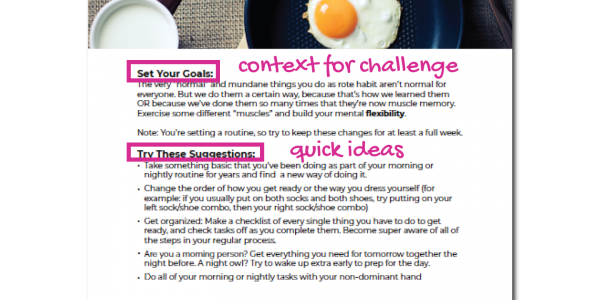 Set Your Goals: context for challenge
The very "normal" and mundane things you do as rote habit aren't normal for
everyone. But we do them a certain way, because that's how we learned them
OR because we've done them so many times that they're now muscle memory.
Exercise some different "muscles" and build your mental flexibility.
Note: You're setting a routine, so try to keep these changes for at least a full week.
Try These Suggestions: quick ideas
• Take something basic that you've been doing as part of your morning or
nightly routine for years and find a new way of doing it.
• Change the order of how you get ready or the way you dress yourself (for
example: if you usually put on both socks and both shoes, try putting on your
left sock/shoe combo, then your right sock/shoe combo)
• Get organized: Make a checklist of every single thing you have to do to get
ready, and check tasks off as you complete them. Become super aware of all of
the steps in your regular process.
• Are you a morning person? Get everything you need for tomorrow together the
night before. A night owl? Try to wake up extra early to prep for the day.
• Do all of your morning or nightly tasks with your non-dominant hand